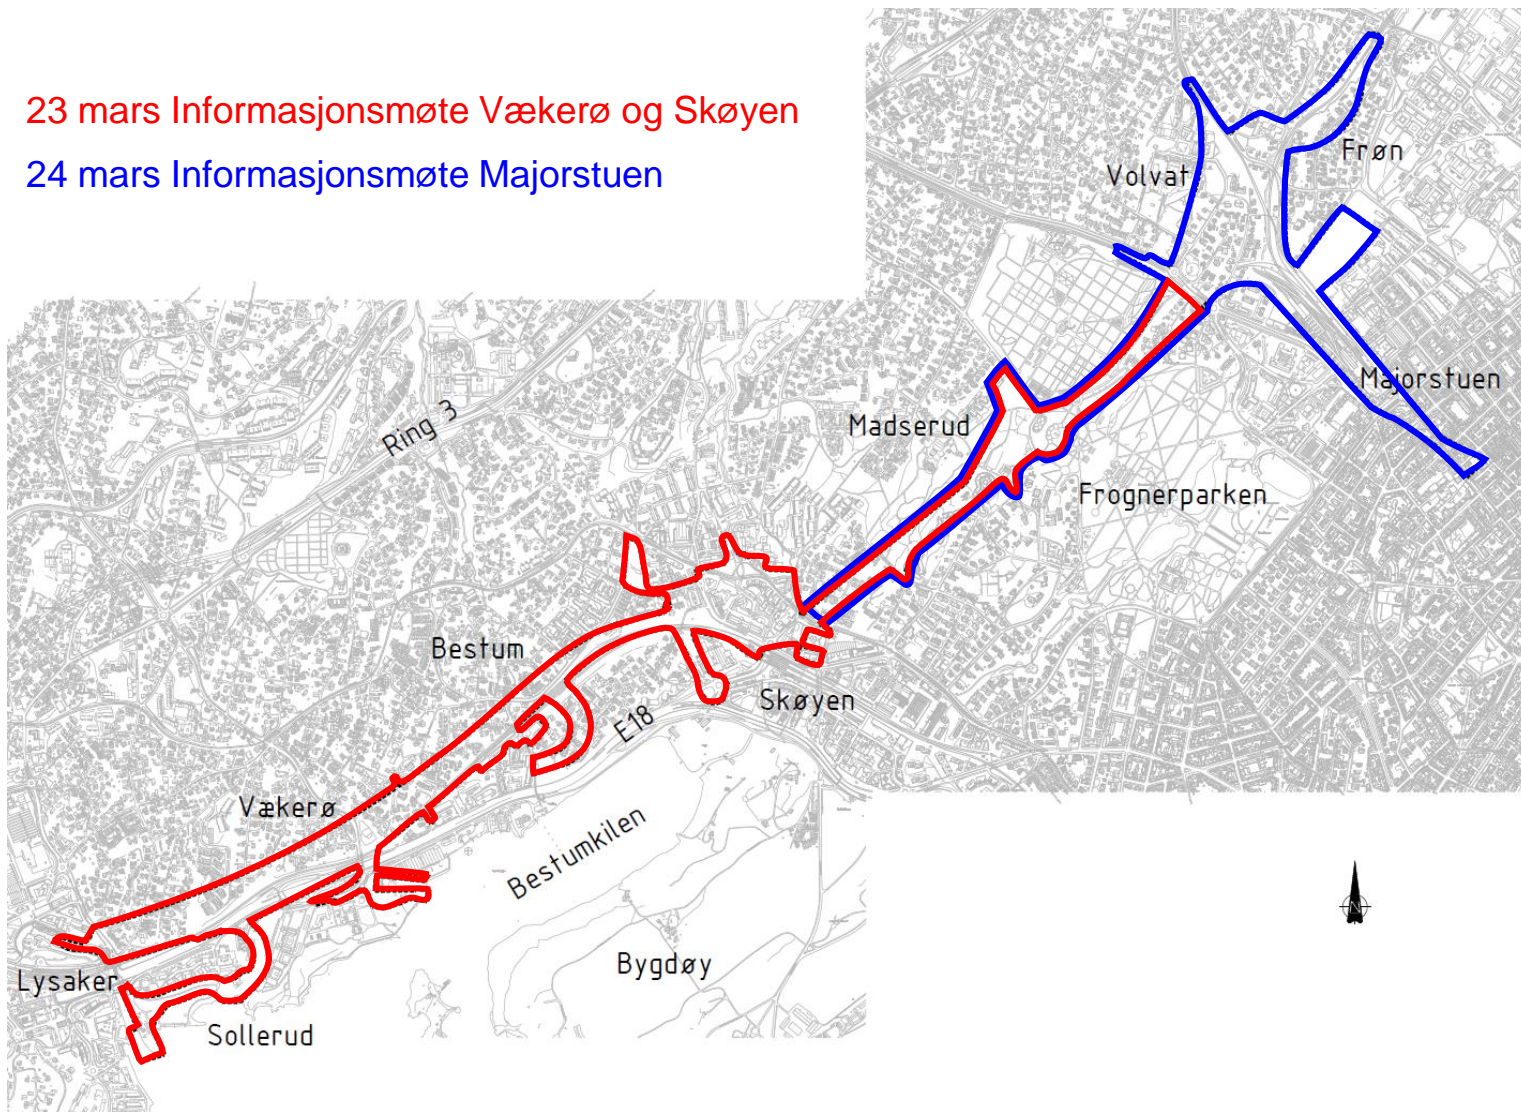 23 mars Informasjonsmøte Vækerø og Skøyen
24 mars Informasjonsmøte Majorstuen
Frøn
Volvat
Majorstuen
Ring 3
Madserud
Frognerparken
Bestum
Skøyen
E18
Vækerø
Bestumkilen
N
Bygdøy
Lysaker
Sollerud